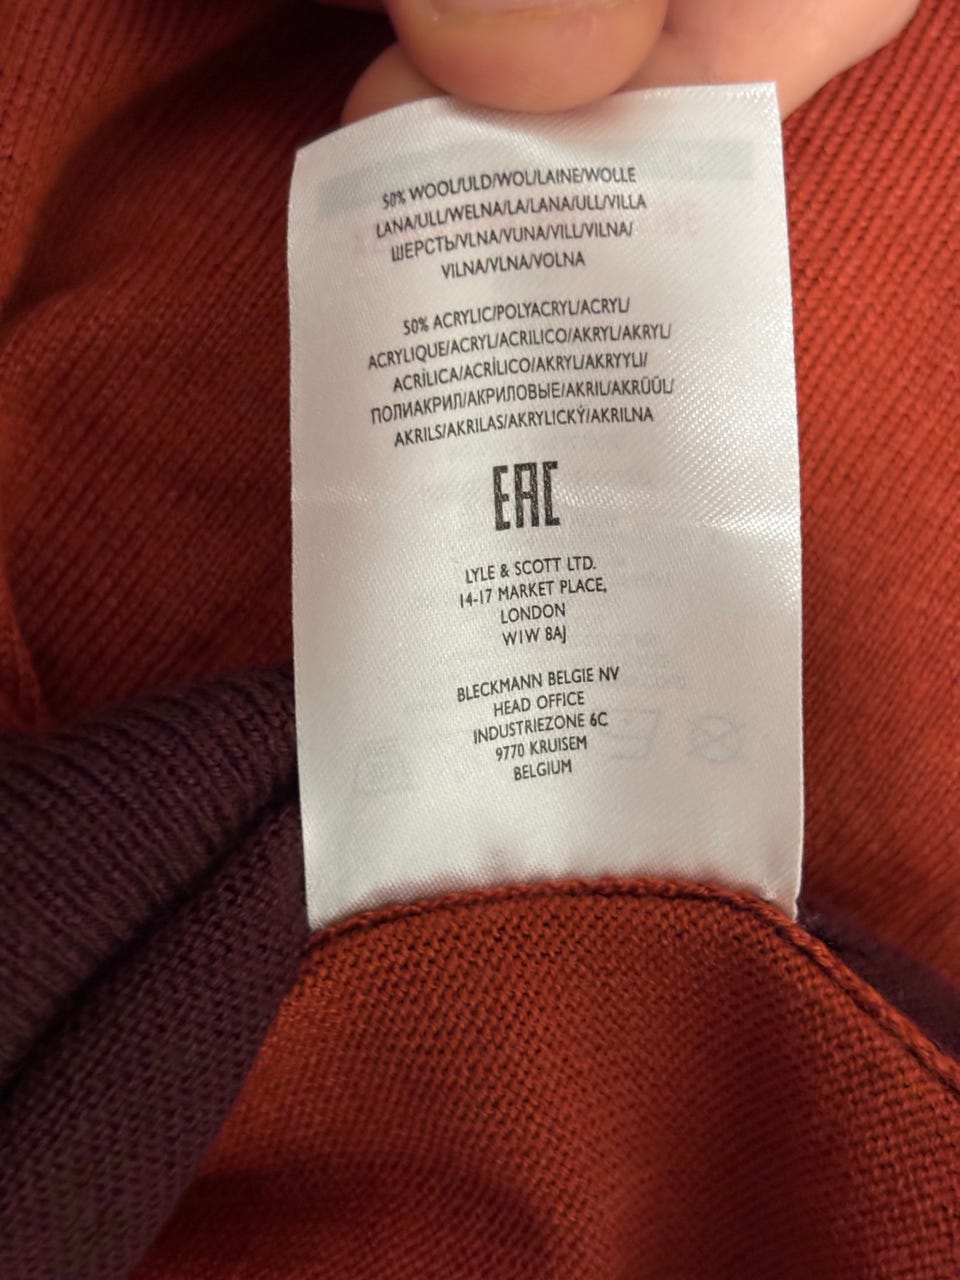 50% WOOL/ULD/WOL/LAINE/WOLLE
LANA/ULL/WELNA/LA/LANA/ULL/VILLA
ШЕРСТЬ/VLNA/VUNA/VILL/VILNA/
VILNA/VLNA/VOLNA
50% ACRYLIC/POLYACRYL/ACRYL/
ACRYLIQUE/ACRYL/ACRILICO/AKRYL/AKRYL/
ACRÌLICA/ACRÍLICO/AKRYL/AKRYYLI/
ПОЛИАКРИЛ/АКРИЛОВЫЕ/AKRIL/AKRÜÜL/
AKRILS/AKRILAS/AKRYLICKÝ/AKRILNA
EAC
LYLE & SCOTT LTD.
14-17 MARKET PLACE,
LONDON
W1W 8AJ
BLECKMANN BELGIE NV
HEAD OFFICE
INDUSTRIEZONE 6C
9770 KRUISEM
BELGIUM